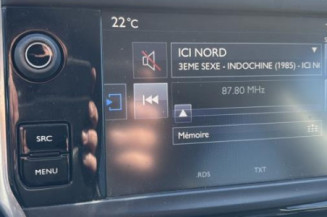 22°C
ICI NORD
3EME SEXE - INDOCHINE (1985) - ICI N
87.80 MHz
Mémoire
SRC
MENU
RDS
TXT